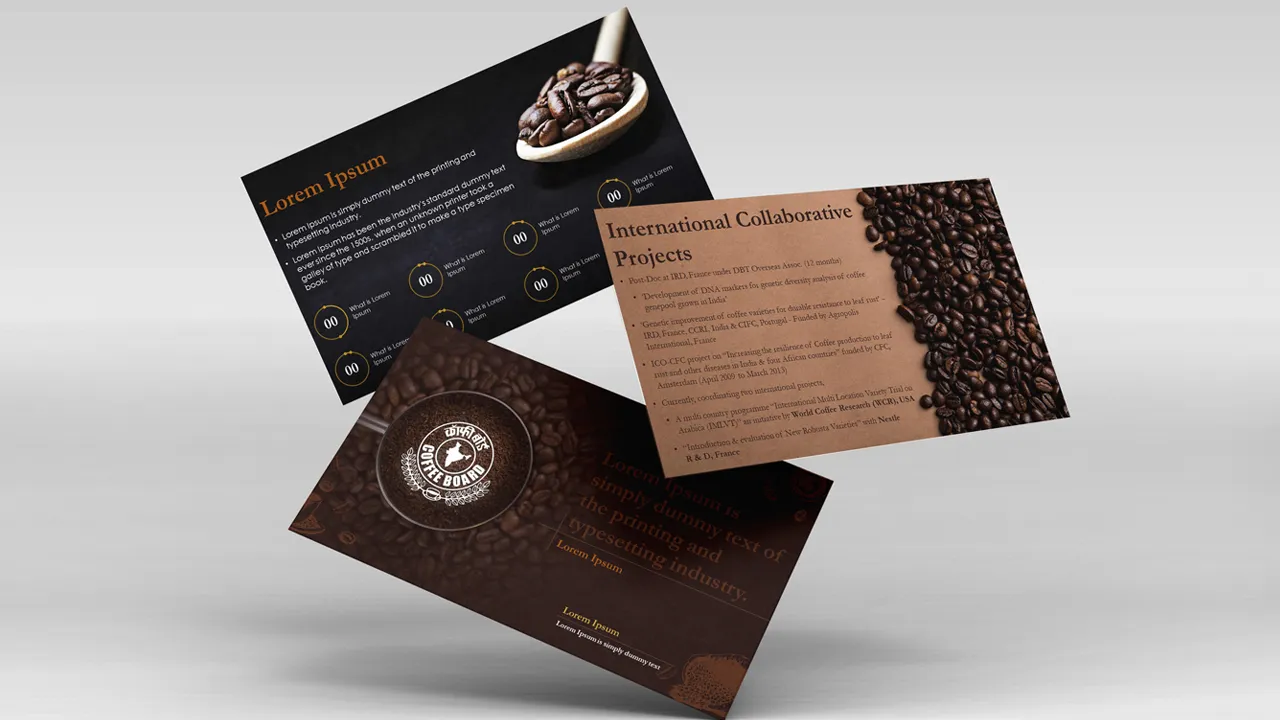 Lorem Ipsum
• Lorem Ipsum is simply dummy text of the printing and
typesetting industry.
• Lorem Ipsum has been the industry's standard dummy text
ever since the 1500s, when an unknown printer took a
galley of type and scrambled it to make a type specimen
book;
00
What is Lorem
Ipsum
00
What is Lorem
Ipsum
00
What is Lorem
Ipsum
00
What is Lorem
Ipsum
00
What is Lorem
Ipsum
00
What is Lorem
Ipsum
00
What is Lorem
International Collaborative
Projects
• Post-Doc at IRD, France under DBT Overseas Assoc. (12 months)
• 'Development of DNA markers for genetic diversity analysis of coffee
genepool grown in India'
• 'Genetic improvement of coffee varieties for durable resistance to leaf rust' –
IRD, France, CCRI, India & CIFC, Portugal - Funded by Agropolis
International, France
• ICO-CFC project on "Increasing the resilience of Coffee production to leaf
rust and other diseases in India & four African countries" funded by CFC,
Amsterdam (April 2009 to March 2013)
• Currently, coordinating two international projects,
• A multi country programme "International Multi Location Variety Trial on
Arabica (IMLVT)" an initiative by World Coffee Research (WCR), USA
• "Introduction & evaluation of New Robusta Varieties" with Nestle
R & D, France
कॉफी बोर्ड
COFFEE BOARD
Lorem Ipsum is
simply dummy text of
the printing and
typesetting industry.
Lorem Ipsum
Lorem Ipsum
Lorem Ipsum is simply dummy text